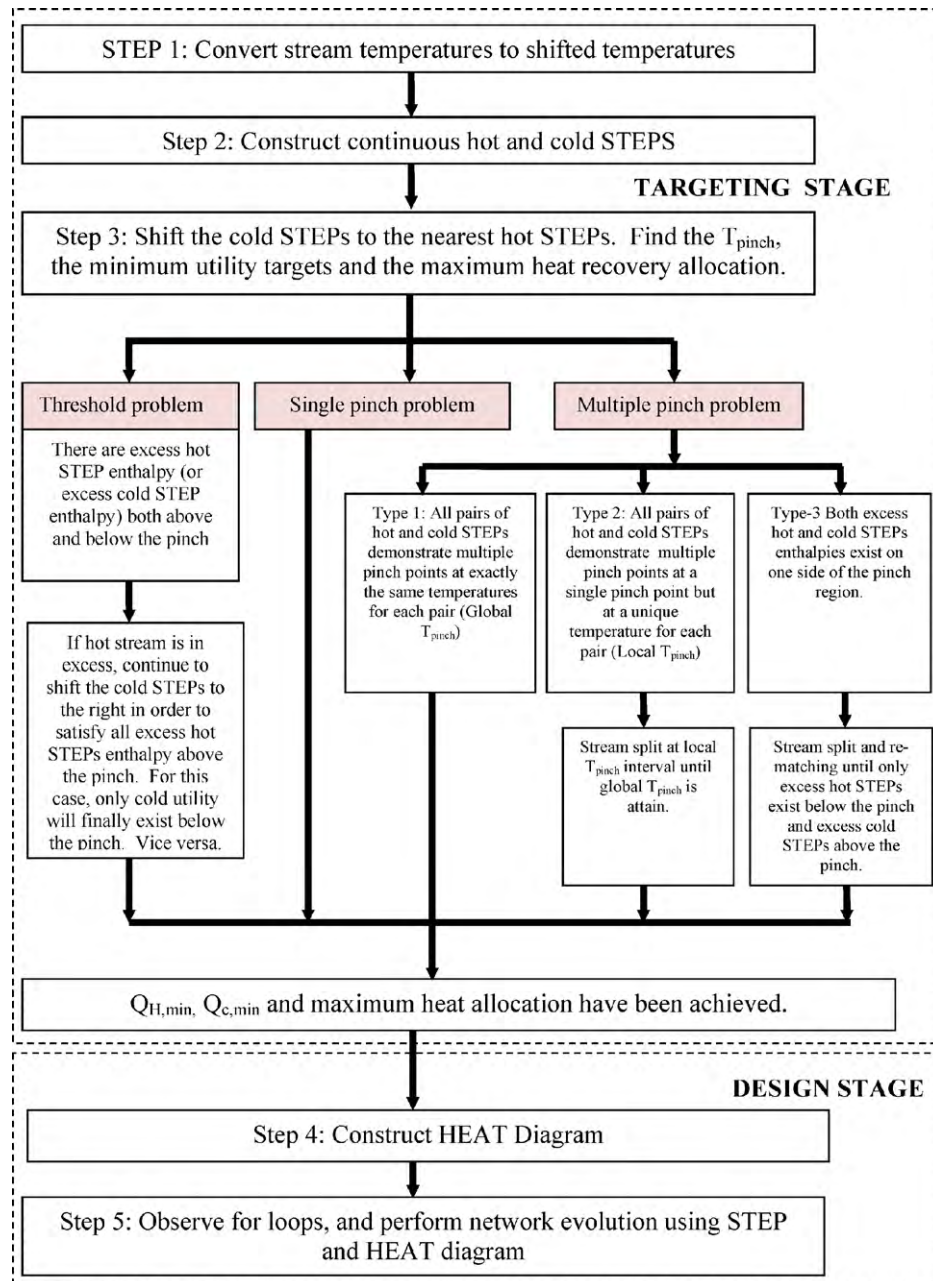 STEP 1: Convert stream temperatures to shifted temperatures
Step 2: Construct continuous hot and cold STEPS
TARGETING STAGE
Step 3: Shift the cold STEPs to the nearest hot STEPs. Find the Tpinch,
the minimum utility targets and the maximum heat recovery allocation.
Threshold problem
There are excess hot
STEP enthalpy (or
excess cold STEP
enthalpy) both above
and below the pinch
If hot stream is in
excess, continue to
shift the cold STEPs to
the right in order to
satisfy all excess hot
STEPs enthalpy above
the pinch. For this
case, only cold utility
will finally exist below
the pinch. Vice versa.
Single pinch problem
Multiple pinch problem
Type 1: All pairs of
hot and cold STEPs
demonstrate multiple
pinch points at exactly
the same temperatures
for each pair (Global
Tpinch)
Type 2: All pairs of
hot and cold STEPs
demonstrate multiple
pinch points at a
single pinch point but
at a unique
temperature for each
pair (Local Tpinch)
Stream split at local
Tpinch interval until
global Tpinch is
attain.
Type-3 Both excess
hot and cold STEPs
enthalpies exist on
one side of the pinch
region.
Stream split and re-
matching until only
excess hot STEPs
exist below the pinch
and excess cold
STEPs above the
pinch.
QH,min, Qc,min and maximum heat allocation have been achieved.
DESIGN STAGE
Step 4: Construct HEAT Diagram
Step 5: Observe for loops, and perform network evolution using STEP
and HEAT diagram